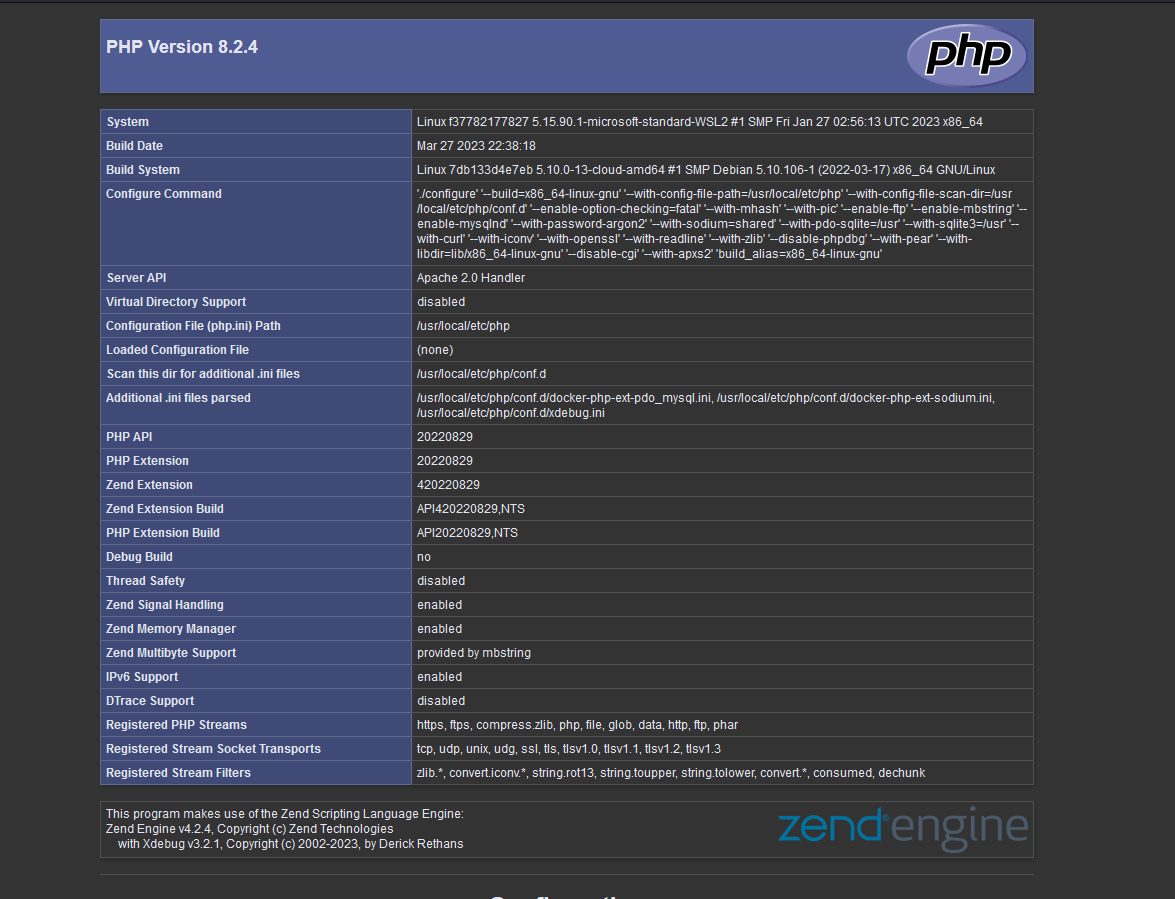 PHP Version 8.2.4
php
System Linux f37782177827 5.15.90.1-microsoft-standard-WSL2 #1 SMP Fri Jan 27 02:56:13 UTC 2023 x86_64
Build Date Mar 27 2023 22:38:18
Build System Linux 7db133d4e7eb 5.10.0-13-cloud-amd64 #1 SMP Debian 5.10.106-1 (2022-03-17) x86_64 GNU/Linux
Configure Command './configure' '--build=x86_64-linux-gnu' '--with-config-file-path=/usr/local/etc/php' '--with-config-file-scan-dir=/usr
/local/etc/php/conf.d' '--enable-option-checking=fatal' '--with-mhash' '--with-pic' '--enable-ftp' '--enable-mbstring' '--
enable-mysqlnd' '--with-password-argon2' '--with-sodium=shared' '--with-pdo-sqlite=/usr' '--with-sqlite3=/usr' '--
with-curl' '--with-iconv' '--with-openssl' '--with-readline' '--with-zlib' '--disable-phpdbg' '--with-pear' '--with-
libdir=lib/x86_64-linux-gnu' '--disable-cgi' '--with-apxs2' 'build_alias=x86_64-linux-gnu'
Server API Apache 2.0 Handler
Virtual Directory Support disabled
Configuration File (php.ini) Path /usr/local/etc/php
Loaded Configuration File (none)
Scan this dir for additional .ini files /usr/local/etc/php/conf.d
Additional .ini files parsed /usr/local/etc/php/conf.d/docker-php-ext-pdo_mysql.ini, /usr/local/etc/php/conf.d/docker-php-ext-sodium.ini,
/usr/local/etc/php/conf.d/xdebug.ini
PHP API 20220829
PHP Extension 20220829
Zend Extension 420220829
Zend Extension Build API420220829,NTS
PHP Extension Build API20220829,NTS
Debug Build no
Thread Safety disabled
Zend Signal Handling enabled
Zend Memory Manager enabled
Zend Multibyte Support provided by mbstring
IPv6 Support enabled
DTrace Support disabled
Registered PHP Streams https, ftps, compress.zlib, php, file, glob, data, http, ftp, phar
Registered Stream Socket Transports tcp, udp, unix, udg, ssl, tls, tlsv1.0, tlsv1.1, tlsv1.2, tlsv1.3
Registered Stream Filters zlib.*, convert.iconv.*, string.rot13, string.toupper, string.tolower, convert.*, consumed, dechunk
This program makes use of the Zend Scripting Language Engine:
Zend Engine v4.2.4, Copyright (c) Zend Technologies
with Xdebug v3.2.1, Copyright (c) 2002-2023, by Derick Rethans
zend engine